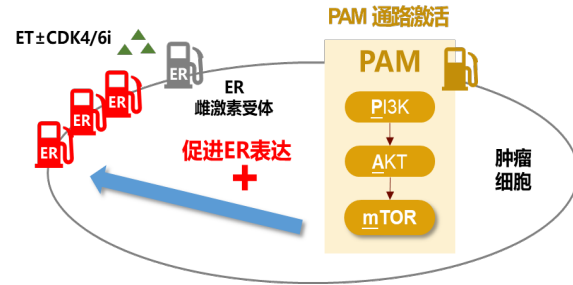 PAM 通路激活
ET±CDK4/6i
ER
ER
ER
ER
ER
雌激素受体
促进ER表达
+
PAM
PI3K
AKT
mTOR
肿瘤
细胞